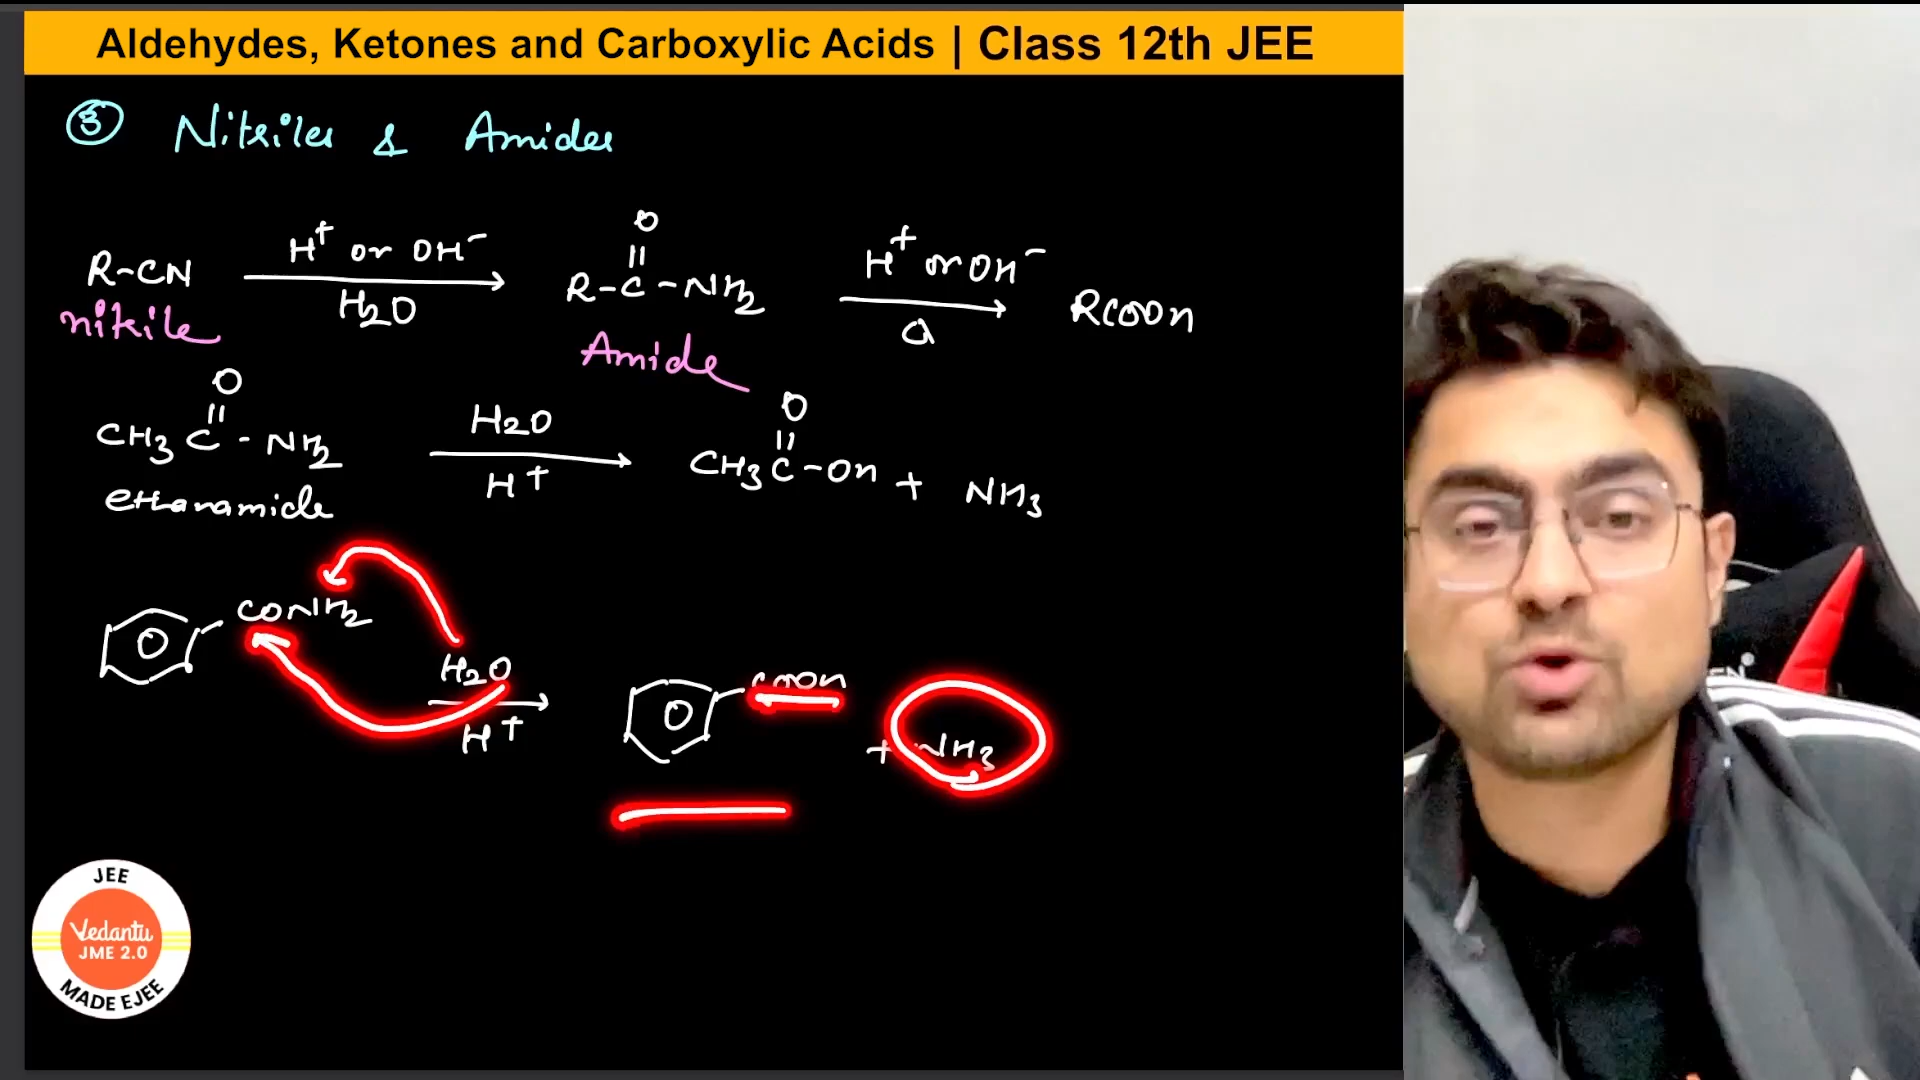 Aldehydes, Ketones and Carboxylic Acids | Class 12th JEE
③ Nitriles & Amides
R-CN H⁺ or OH⁻ H₂O R-C-NH₂ O || H⁺ or OH⁻ Δ RCOOH
nitrile Amide
CH₃C-NH₂ O || H₂O H⁺ CH₃C-OH O || + NH₃
ethanamide
CONH₂ H₂O H⁺ COOH + NH₃
JEE
Vedantu
JME 2.0
MADE EJEE